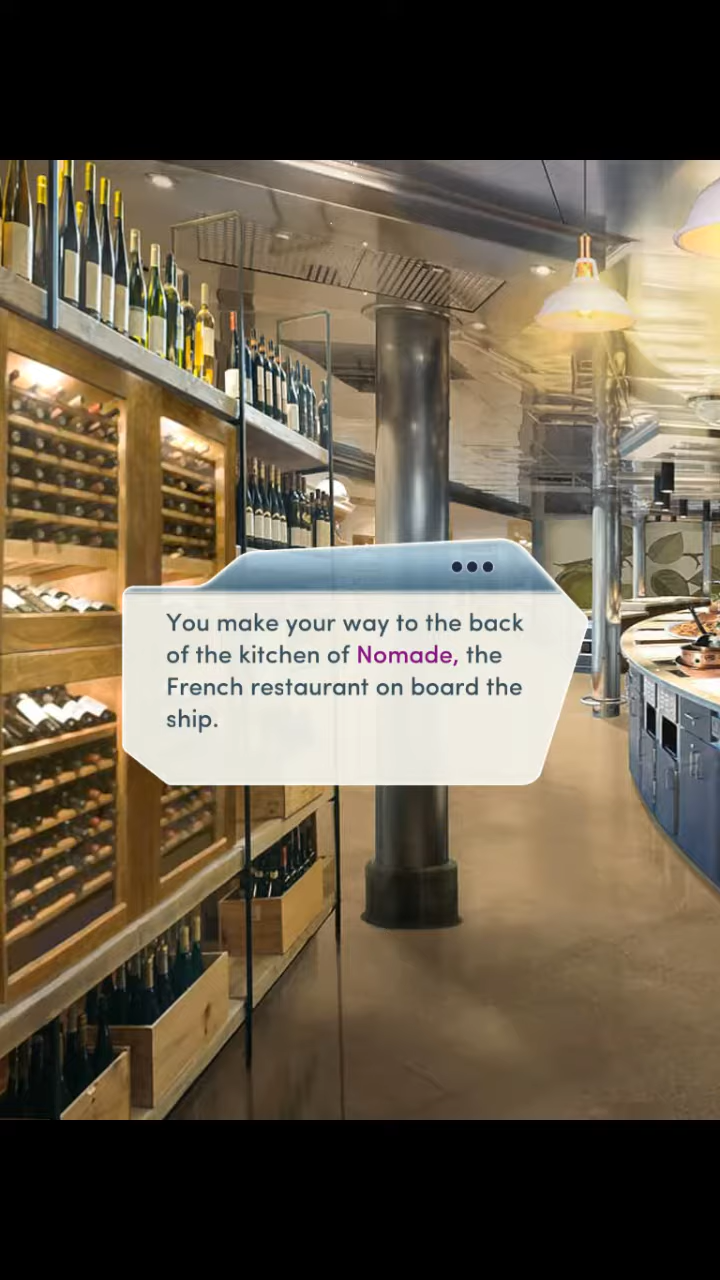 You make your way to the back
of the kitchen of Nomade, the
French restaurant on board the
ship.